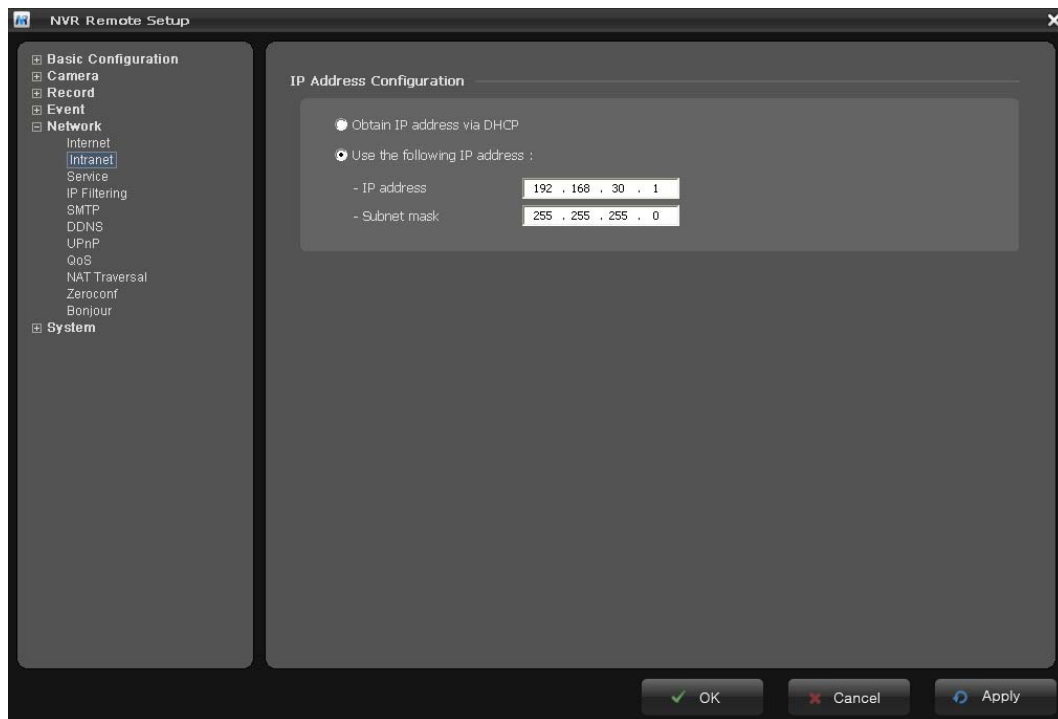 NVR Remote Setup
Basic Configuration
Camera
Record
Event
Network
Internet
Intranet
Service
IP Filtering
SMTP
DDNS
UPnP
QoS
NAT Traversal
Zeroconf
Bonjour
System
IP Address Configuration
Obtain IP address via DHCP
Use the following IP address :
- IP address 192 . 168 . 30 . 1
- Subnet mask 255 . 255 . 255 . 0
OK Cancel Apply